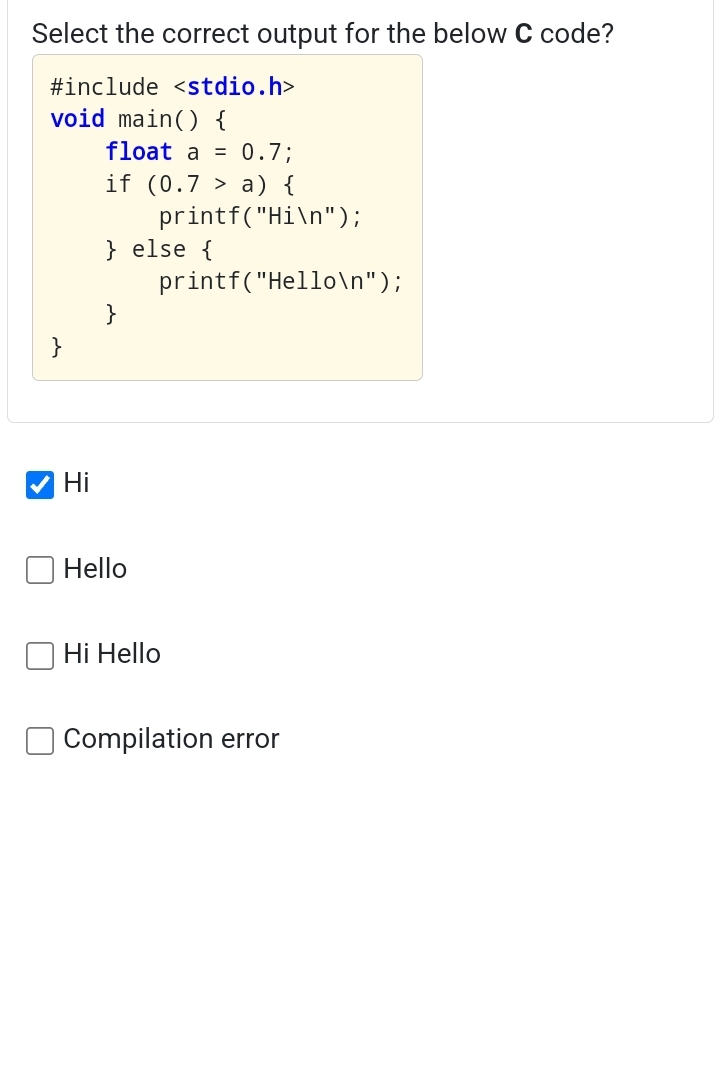 Select the correct output for the below C code?
#include <stdio.h>
void main() {
    float a = 0.7;
    if (0.7 > a) {
        printf("Hi\n");
    } else {
        printf("Hello\n");
    }
}
Hi
Hello
Hi Hello
Compilation error